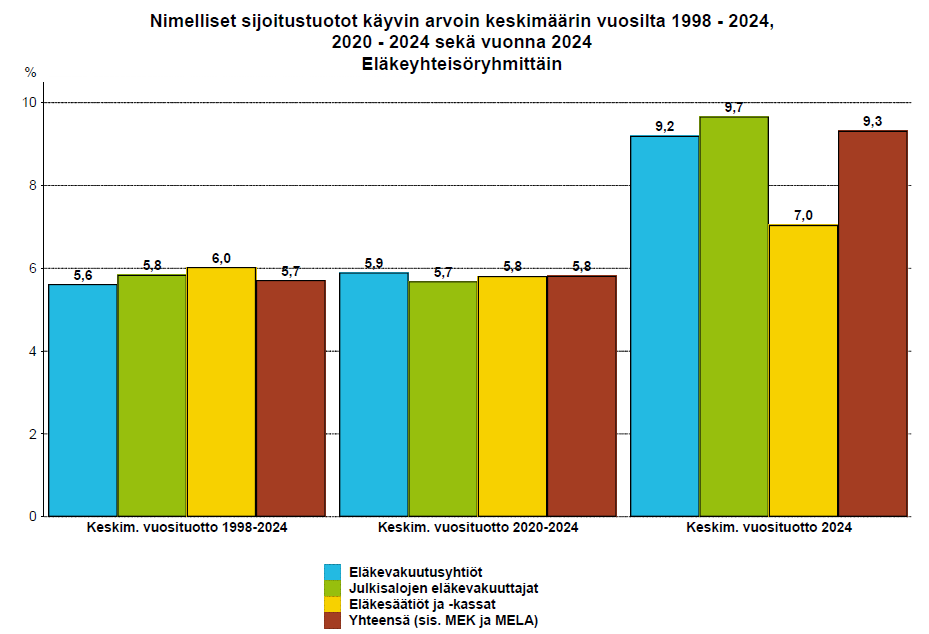 Nimelliset sijoitustuotot käyvin arvoin keskimäärin vuosilta 1998 - 2024,
2020 - 2024 sekä vuonna 2024
Eläkeyhteisöryhmittäin
%
10
8
6
4
2
0
5,6
5,8
6,0
5,7
5,9
5,7
5,8
5,8
9,2
9,7
7,0
9,3
Keskim. vuosituotto 1998-2024
Keskim. vuosituotto 2020-2024
Keskim. vuosituotto 2024
Eläkevakuutusyhtiöt
Julkisalojen eläkevakuuttajat
Eläkesäätiöt ja -kassat
Yhteensä (sis. MEK ja MELA)